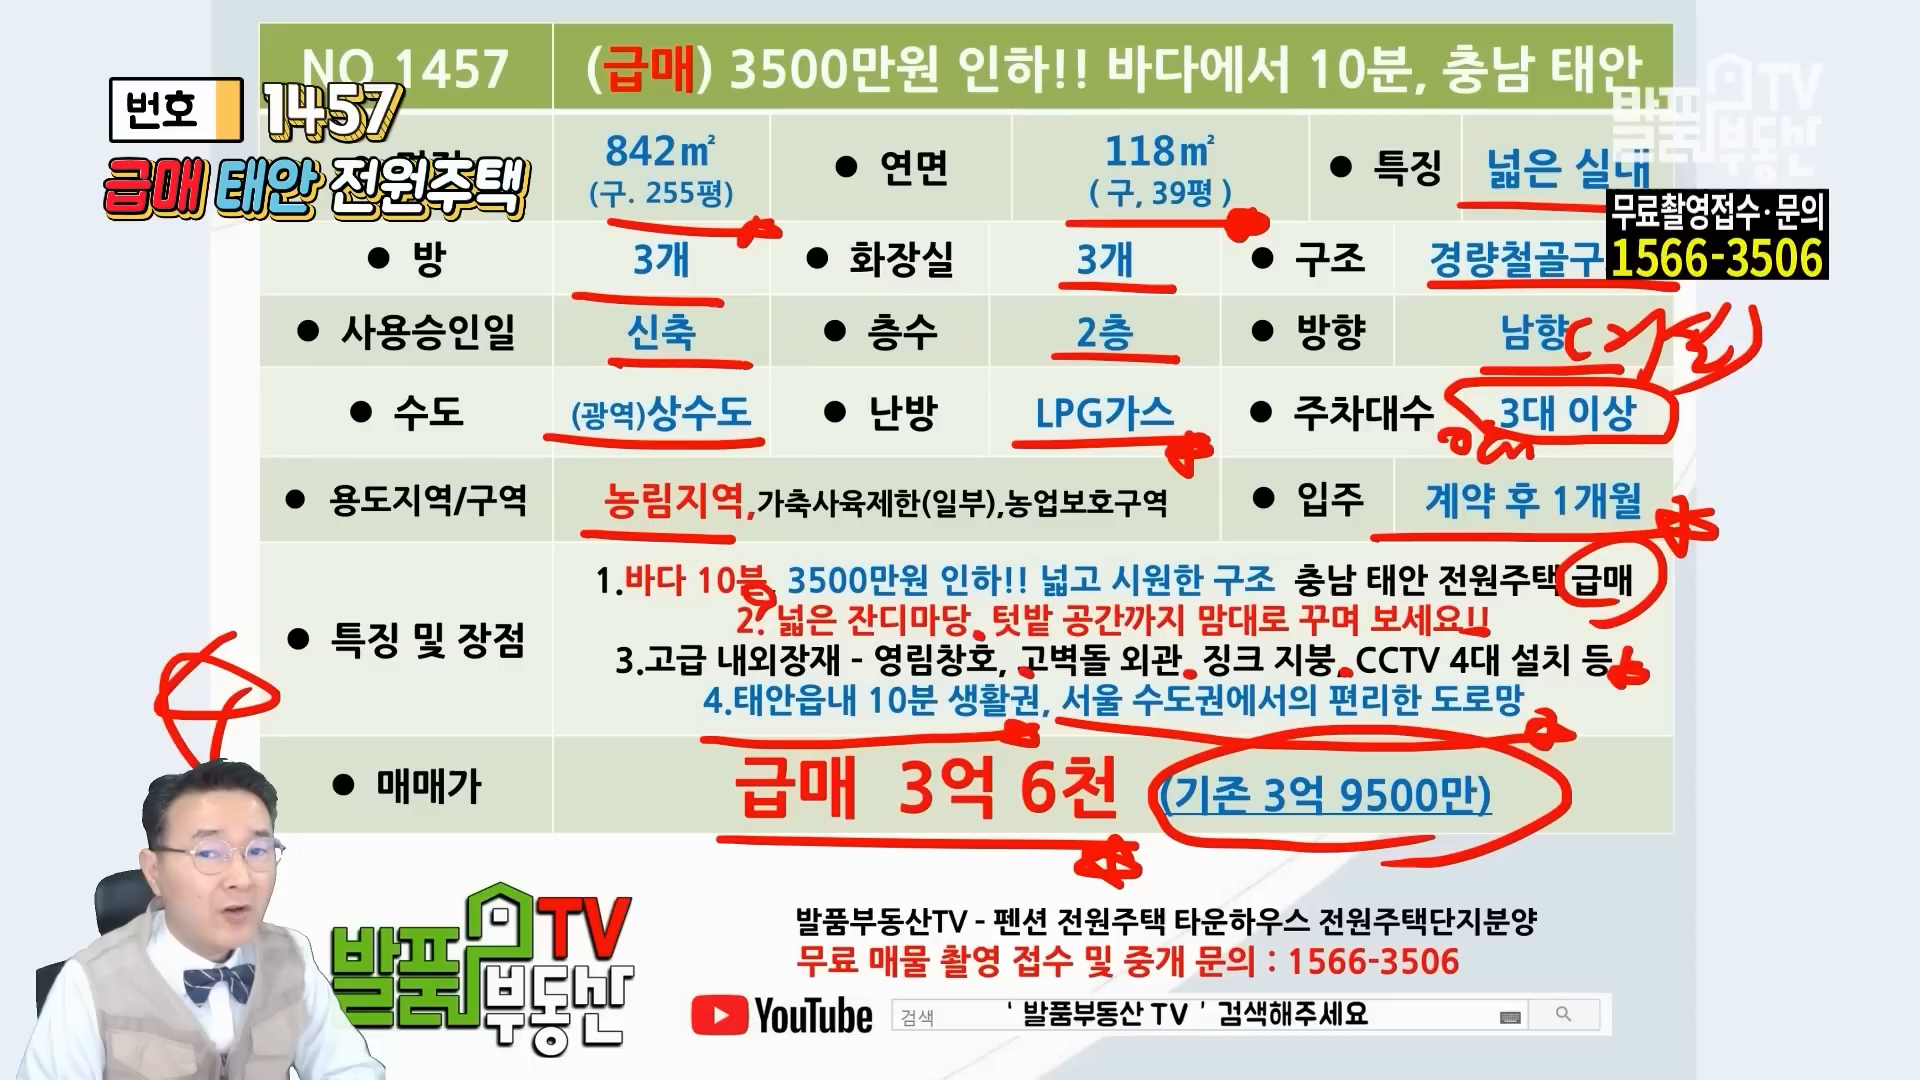 NO 1457 (급매) 3500만원 인하!! 바다에서 10분, 충남 태안
발품부동산TV
번호 1457
급매 태안 전원주택
842㎡ ● 연면 118㎡ ● 특징 넓은 실내
(구. 255평) ( 구, 39평 )
무료촬영접수·문의
1566-3506
● 방 3개 ● 화장실 3개 ● 구조 경량철골구
● 사용승인일 신축 ● 층수 2층 ● 방향 남향
● 수도 (광역)상수도 ● 난방 LPG가스 ● 주차대수 3대 이상
● 용도지역/구역 농림지역,가축사육제한(일부),농업보호구역 ● 입주 계약 후 1개월
1.바다 10분, 3500만원 인하!! 넓고 시원한 구조 충남 태안 전원주택 급매
2. 넓은 잔디마당, 텃밭 공간까지 맘대로 꾸며 보세요!!
● 특징 및 장점
3.고급 내외장재 - 영림창호, 고벽돌 외관, 징크 지붕, CCTV 4대 설치 등
4.태안읍내 10분 생활권, 서울 수도권에서의 편리한 도로망
● 매매가 급매 3억 6천 (기존 3억 9500만)
발품부동산TV
발품부동산TV - 펜션 전원주택 타운하우스 전원주택단지분양
무료 매물 촬영 접수 및 중개 문의 : 1566-3506
YouTube 검색 ' 발품부동산 TV ' 검색해주세요